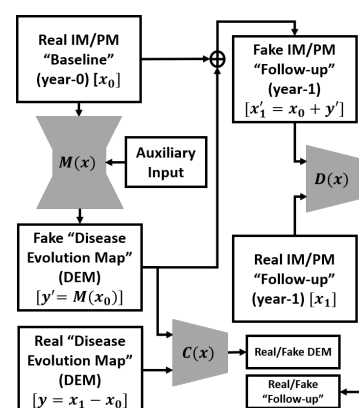 Real IM/PM
“Baseline”
(year-0) [x₀]
Fake IM/PM
“Follow-up”
(year-1)
[x′₁ = x₀ + y′]
M(x)
Auxiliary
Input
D(x)
Fake “Disease
Evolution Map”
(DEM)
[y′= M(x₀)]
Real IM/PM
“Follow-up”
(year-1) [x₁]
Real “Disease
Evolution Map”
(DEM)
[y = x₁ − x₀]
C(x)
Real/Fake DEM
Real/Fake
“Follow-up”